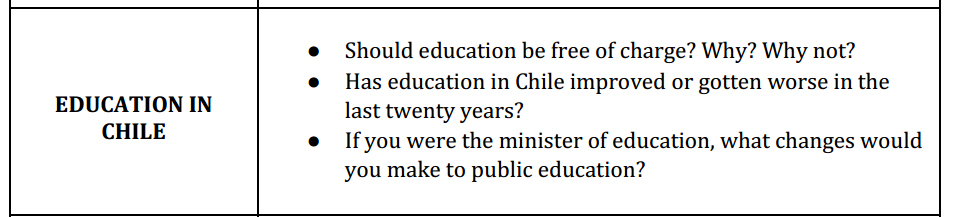 EDUCATION IN
CHILE
● Should education be free of charge? Why? Why not?
● Has education in Chile improved or gotten worse in the
last twenty years?
● If you were the minister of education, what changes would
you make to public education?